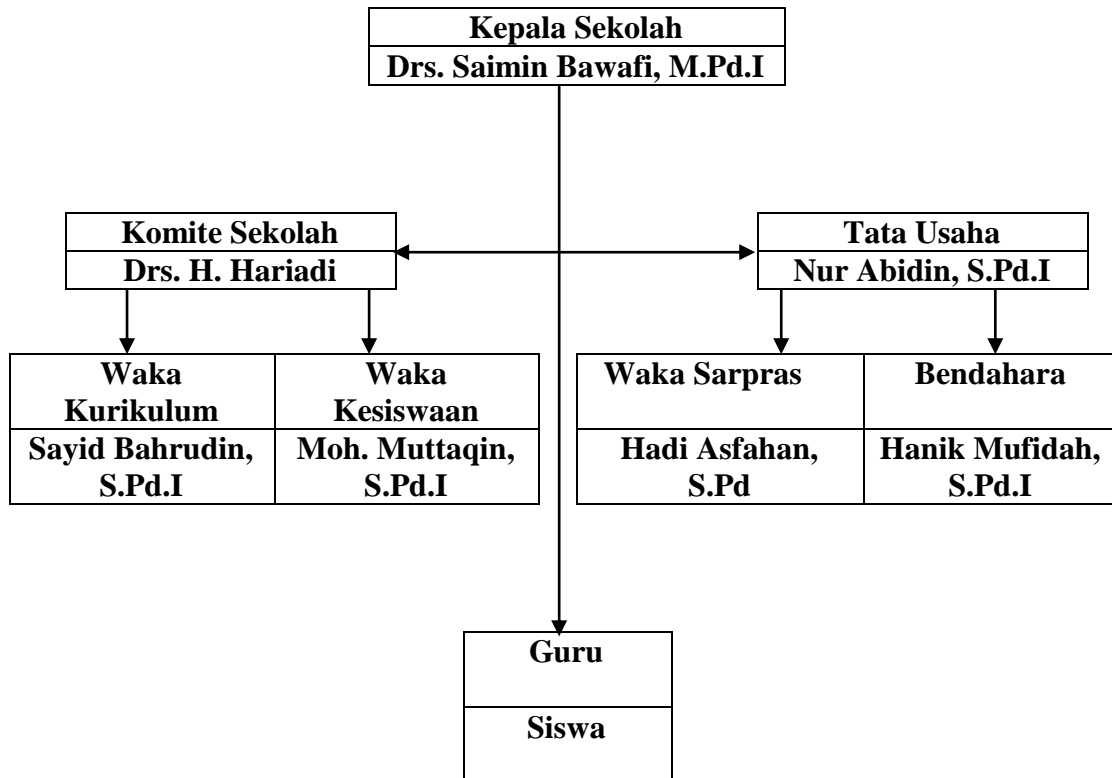 Kepala Sekolah
Drs. Saimin Bawafi, M.Pd.I
Komite Sekolah
Drs. H. Hariadi
Tata Usaha
Nur Abidin, S.Pd.I
Waka
Kurikulum
Sayid Bahrudin,
S.Pd.I
Waka
Kesiswaan
Moh. Muttaqin,
S.Pd.I
Waka Sarpras
Hadi Asfahan,
S.Pd
Bendahara
Hanik Mufidah,
S.Pd.I
Guru
Siswa